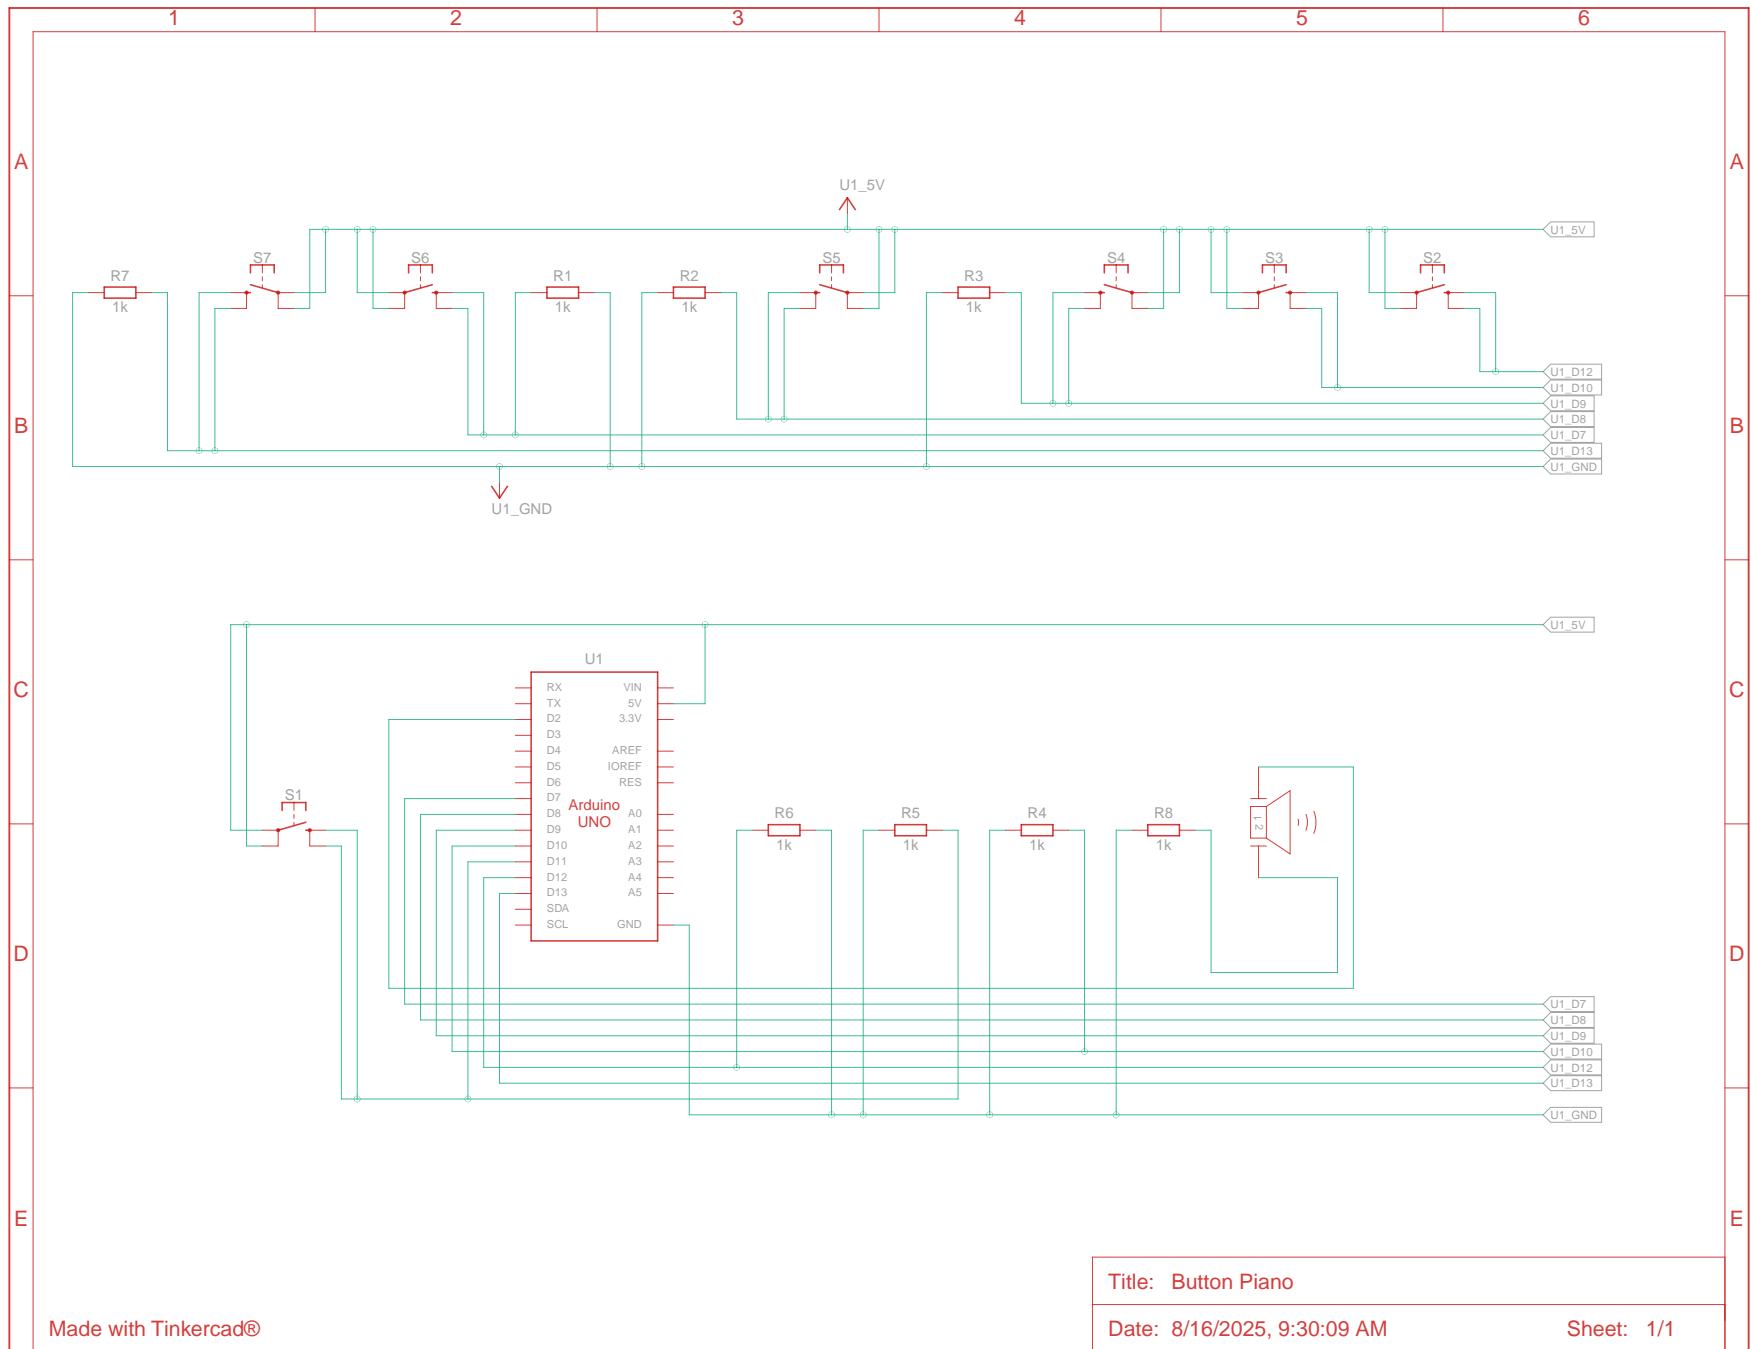 1 2 3 4 5 6
A A
U1_5V
U1_5V
S7 S6 S5 S4 S3 S2
R7 R1 R2 R3
1k 1k 1k 1k
U1_D12
U1_D10
U1_D9
B B
U1_D8
U1_D7
U1_D13
U1_GND
U1_GND
U1_5V
U1
C C
RX VIN
TX 5V
D2 3.3V
D3
D4 AREF
D5 IOREF
D6 RES
S1
D7
Arduino
UNO
D8 A0
R6 R5 R4 R8
1 2
D9 A1
D10 A2
1k 1k 1k 1k
D11 A3
D12 A4
D13 A5
SDA
SCL GND
D D
U1_D7
U1_D8
U1_D9
U1_D10
U1_D12
U1_D13
U1_GND
E E
Title: Button Piano
Made with Tinkercad®
Date: 8/16/2025, 9:30:09 AM Sheet: 1/1